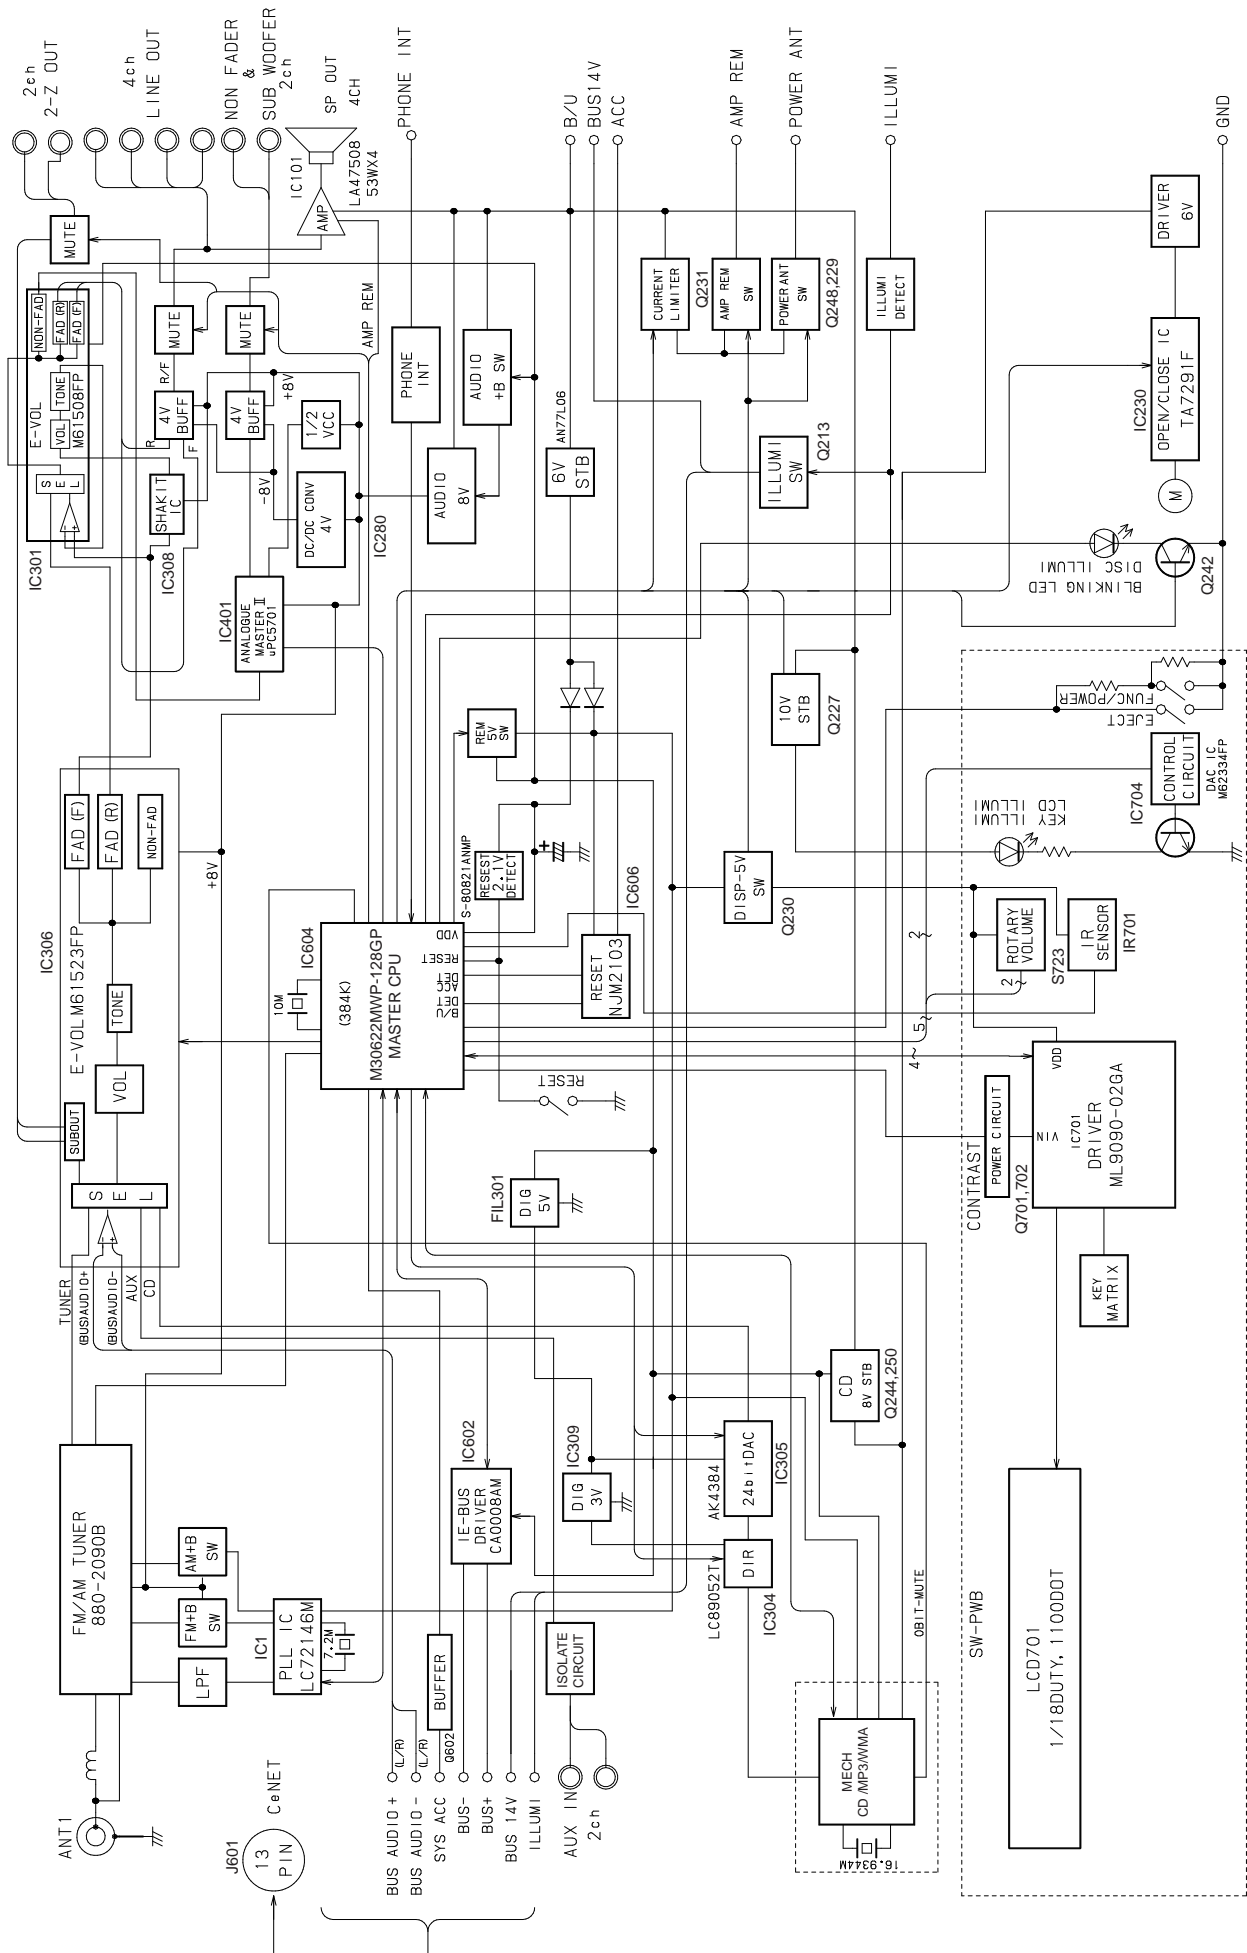 2ch
2-Z OUT
4ch
LINE OUT
NON FADER
&
SUB WOOFER
2ch
SP OUT
4CH
PHONE INT
B/U
BUS14V
ACC
AMP REM
POWER ANT
ILLUMI
GND
MUTE
IC101
AMP
LA47508
53WX4
E-VOL
M61508FP
NON-FAD
FAD (R)
FAD (F)
VOL
TONE
S
E
L
-
+
IC301
MUTE
MUTE
R/F
R
F
4V
BUFF
4V
BUFF
+8V
-8V
1/2
VCC
AMP REM
SHAKIT
IC
IC308
DC/DC CONV
4V
IC280
IC401
ANALOGUE
MASTER II
uPC5701
PHONE
INT
AUDIO
+B SW
AUDIO
8V
AN77L06
6V
STB
CURRENT
LIMITER
Q231
AMP REM
SW
POWER ANT
SW
Q248,229
ILLUMI
DETECT
ILLUMI
SW
Q213
DRIVER
6V
IC230
OPEN/CLOSE IC
TA7291F
M
BLINKING LED
DISC ILLUMI
Q242
REM
5V
SW
10V
STB
Q227
FUNC/POWER
EJECT
CONTROL
CIRCUIT
DAC IC
M62334FP
IC704
KEY ILLUMI
LCD ILLUMI
IC306
E-VOL M61523FP
FAD (F)
FAD (R)
NON-FAD
+8V
TONE
VOL
SUBOUT
S
E
L
-
+
TUNER
(BUS)AUDIO+
(BUS)AUDIO-
AUX
CD
S-80821ANMP
RESEST
2.1V
DETECT
+
IC606
RESET
NJM2103
IC604
10M
(384K)
M30622MWP-128GP
MASTER CPU
VDD
RESET
ACC
DET
B/U
DET
RESET
DISP-5V
SW
Q230
ROTARY
VOLUME
S723
IR
SENSOR
IR701
2
2
5
4
FIL301
DIG
5V
CONTRAST
POWER CIRCUIT
Q701,702
VDD
VIN
IC701
DRIVER
ML9090-02GA
KEY
MATRIX
FM/AM TUNER
880-2090B
AM+B
SW
FM+B
SW
LPF
IC1
PLL IC
LC72146M
7.2M
ANT1
IC602
IE-BUS
DRIVER
CA0008AM
IC309
DIG
3V
AK4384
24bitDAC
IC305
LC89052T
DIR
IC304
CD
8V STB
Q244,250
BUFFER
Q602
ISOLATE
CIRCUIT
0BIT-MUTE
J601
13
PIN
CeNET
(L/R)
(L/R)
BUS AUDIO +
BUS AUDIO -
SYS ACC
BUS-
BUS+
BUS 14V
ILLUMI
AUX IN
2ch
MECH
CD /MP3/WMA
16.9344M
SW-PWB
LCD701
1/18DUTY, 1100DOT